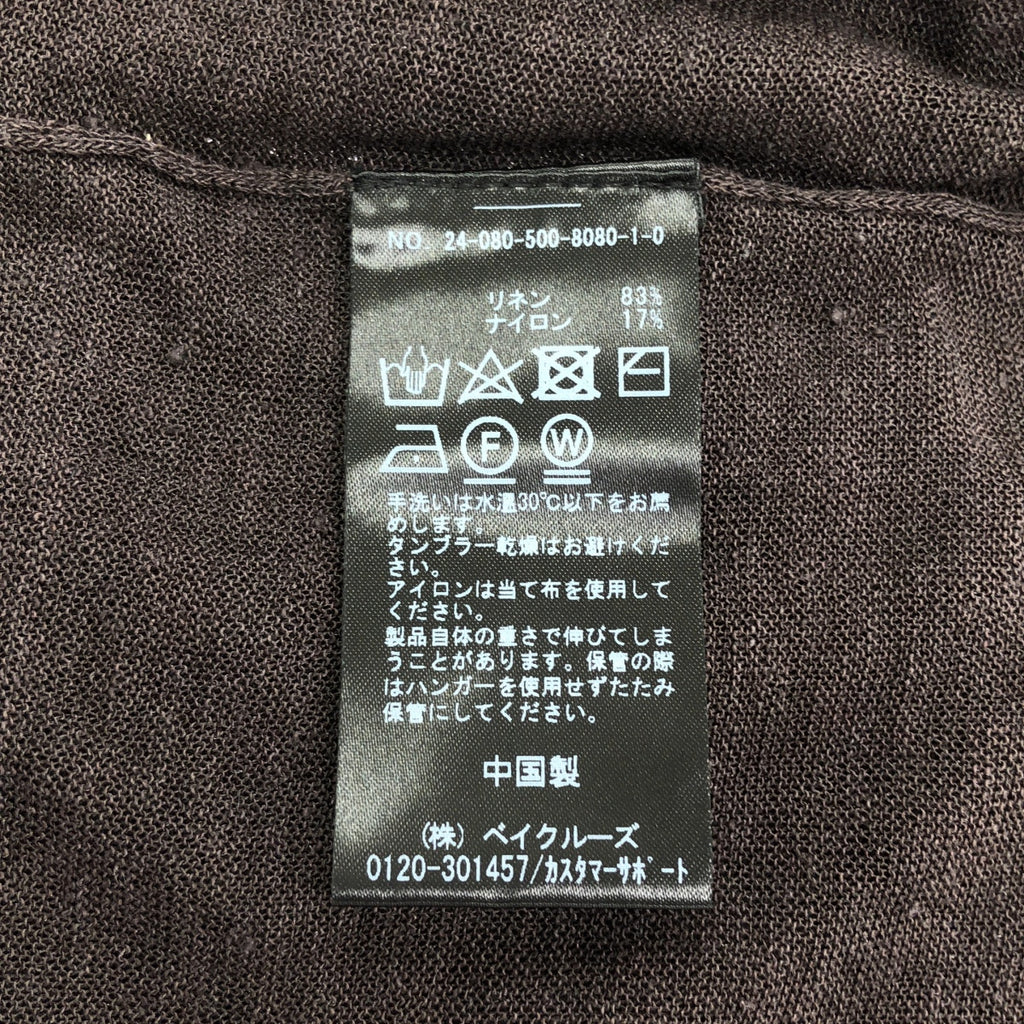 NO. 24-080-500-8080-1-0
リネン 83%
ナイロン 17%
F W
手洗いは水温30℃以下をお薦
めします。
タンブラー乾燥はお避けくだ
さい。
アイロンは当て布を使用して
ください。
製品自体の重さで伸びてしま
うことがあります。保管の際
はハンガーを使用せずたたみ
保管にしてください。
中国製
(株) ベイクルーズ
0120-301457/カスタマーサポート